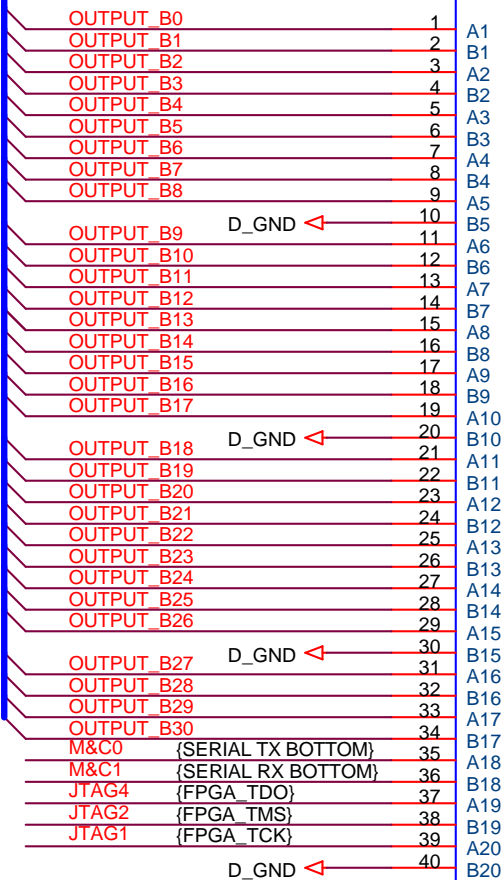 OUTPUT_B0 1 A1
OUTPUT_B1 2 B1
OUTPUT_B2 3 A2
OUTPUT_B3 4 B2
OUTPUT_B4 5 A3
OUTPUT_B5 6 B3
OUTPUT_B6 7 A4
OUTPUT_B7 8 B4
OUTPUT_B8 9 A5
D_GND 10 B5
OUTPUT_B9 11 A6
OUTPUT_B10 12 B6
OUTPUT_B11 13 A7
OUTPUT_B12 14 B7
OUTPUT_B13 15 A8
OUTPUT_B14 16 B8
OUTPUT_B15 17 A9
OUTPUT_B16 18 B9
OUTPUT_B17 19 A10
D_GND 20 B10
OUTPUT_B18 21 A11
OUTPUT_B19 22 B11
OUTPUT_B20 23 A12
OUTPUT_B21 24 B12
OUTPUT_B22 25 A13
OUTPUT_B23 26 B13
OUTPUT_B24 27 A14
OUTPUT_B25 28 B14
OUTPUT_B26 29 A15
D_GND 30 B15
OUTPUT_B27 31 A16
OUTPUT_B28 32 B16
OUTPUT_B29 33 A17
OUTPUT_B30 34 B17
M&C0 {SERIAL TX BOTTOM} 35 A18
M&C1 {SERIAL RX BOTTOM} 36 B18
JTAG4 {FPGA_TDO} 37 A19
JTAG2 {FPGA_TMS} 38 B19
JTAG1 {FPGA_TCK} 39 A20
D_GND 40 B20